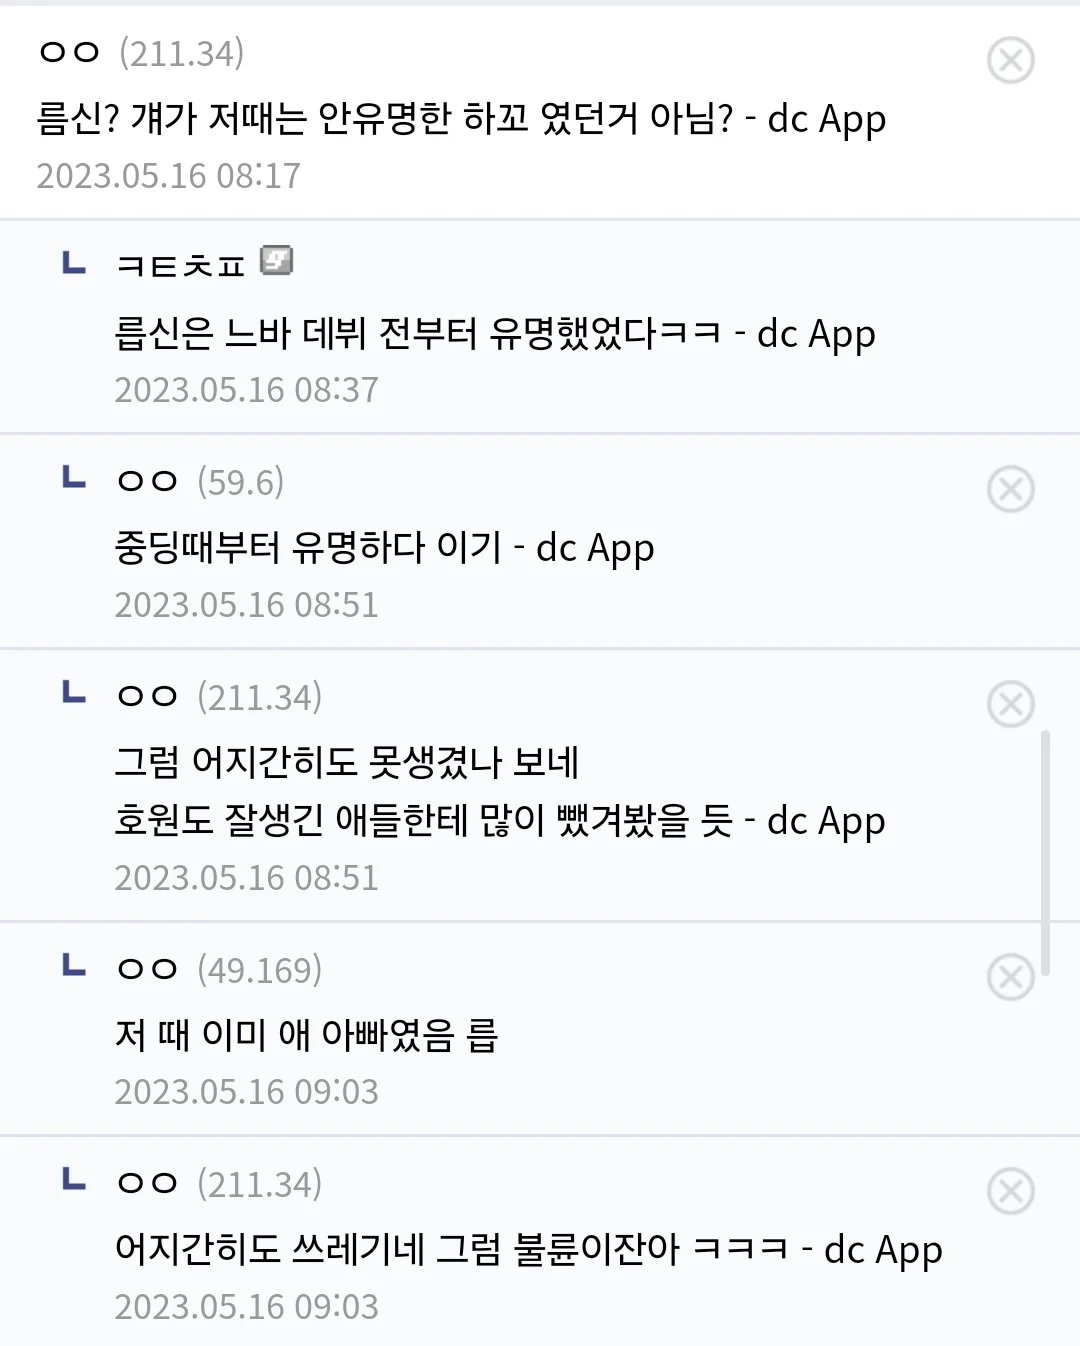 ㅇㅇ (211.34)
름신? 걔가 저때는 안유명한 하꼬 였던거 아님? - dc App
2023.05.16 08:17
ㅋㅌㅊㅍ
릅신은 느바 데뷔 전부터 유명했었다ㅋㅋ - dc App
2023.05.16 08:37
ㅇㅇ (59.6)
중딩때부터 유명하다 이기 - dc App
2023.05.16 08:51
ㅇㅇ (211.34)
그럼 어지간히도 못생겼나 보네
호원도 잘생긴 애들한테 많이 뺐겨봤을 듯 - dc App
2023.05.16 08:51
ㅇㅇ (49.169)
저 때 이미 애 아빠였음 릅
2023.05.16 09:03
ㅇㅇ (211.34)
어지간히도 쓰레기네 그럼 불륜이잔아 ㅋㅋㅋ - dc App
2023.05.16 09:03